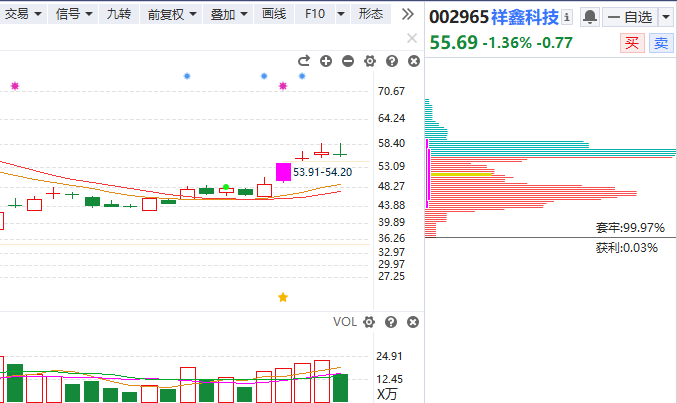 交易 信号 九转 前复权 叠加 画线 F10 形态
002965 祥鑫科技 自选
55.69 -1.36% -0.77 买 卖
70.67
64.24
58.40
53.91-54.20 53.09
48.27
43.88
39.89
36.26
32.97
29.97
27.25
套牢:99.97%
获利:0.03%
VOL
24.91
12.45
X万